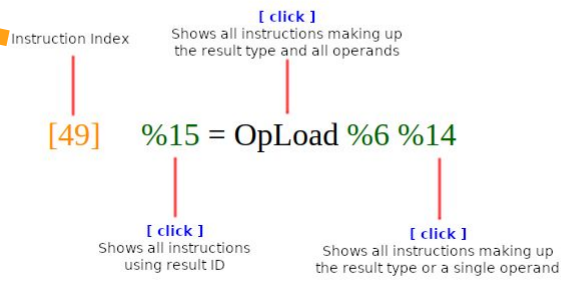 [ click ]
Shows all instructions making up
the result type and all operands
Instruction Index
[49] %15 = OpLoad %6 %14
[ click ]
Shows all instructions
using result ID
[ click ]
Shows all instructions making up
the result type or a single operand